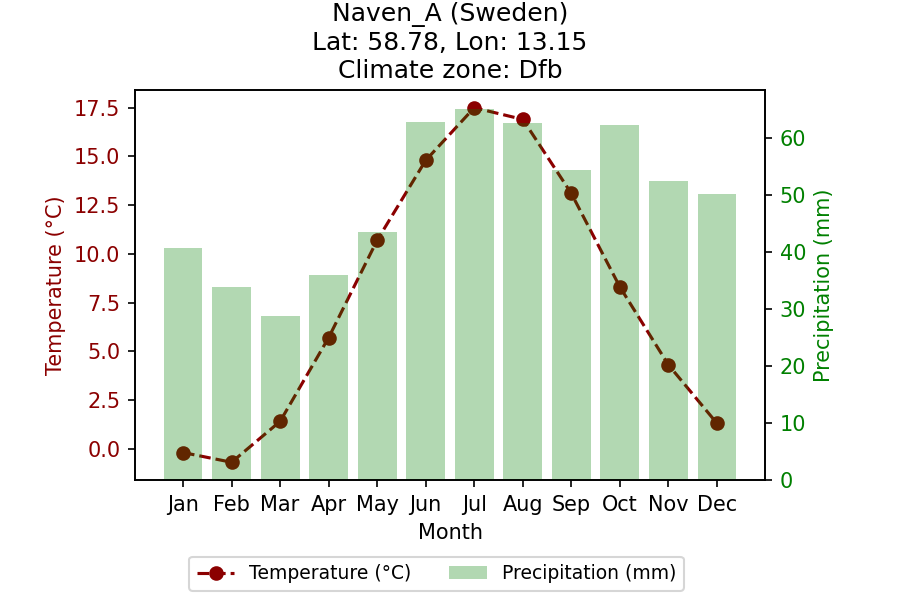 Naven_A (Sweden)
Lat: 58.78, Lon: 13.15
Climate zone: Dfb
Temperature (°C)
17.5
15.0
12.5
10.0
7.5
5.0
2.5
0.0
60
50
40
30
20
10
0
Precipitation (mm)
Jan Feb Mar Apr May Jun Jul Aug Sep Oct Nov Dec
Month
Temperature (°C) Precipitation (mm)